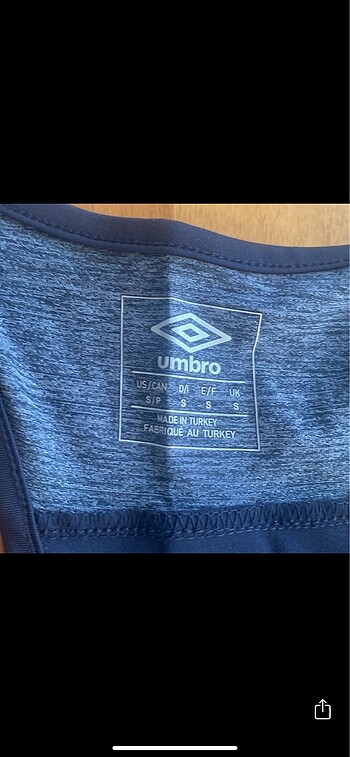 umbro
US/CAN D/I E/F UK
S/P S S S
MADE IN TURKEY
FABRIQUÉ AU TURKEY